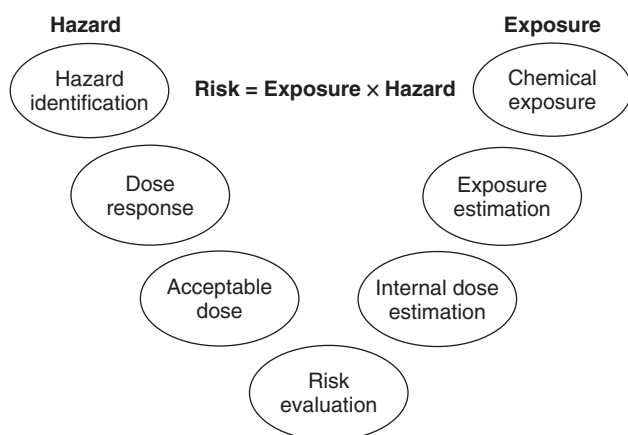 Hazard
Exposure
Hazard
identification
Risk = Exposure × Hazard
Chemical
exposure
Dose
response
Exposure
estimation
Acceptable
dose
Internal dose
estimation
Risk
evaluation